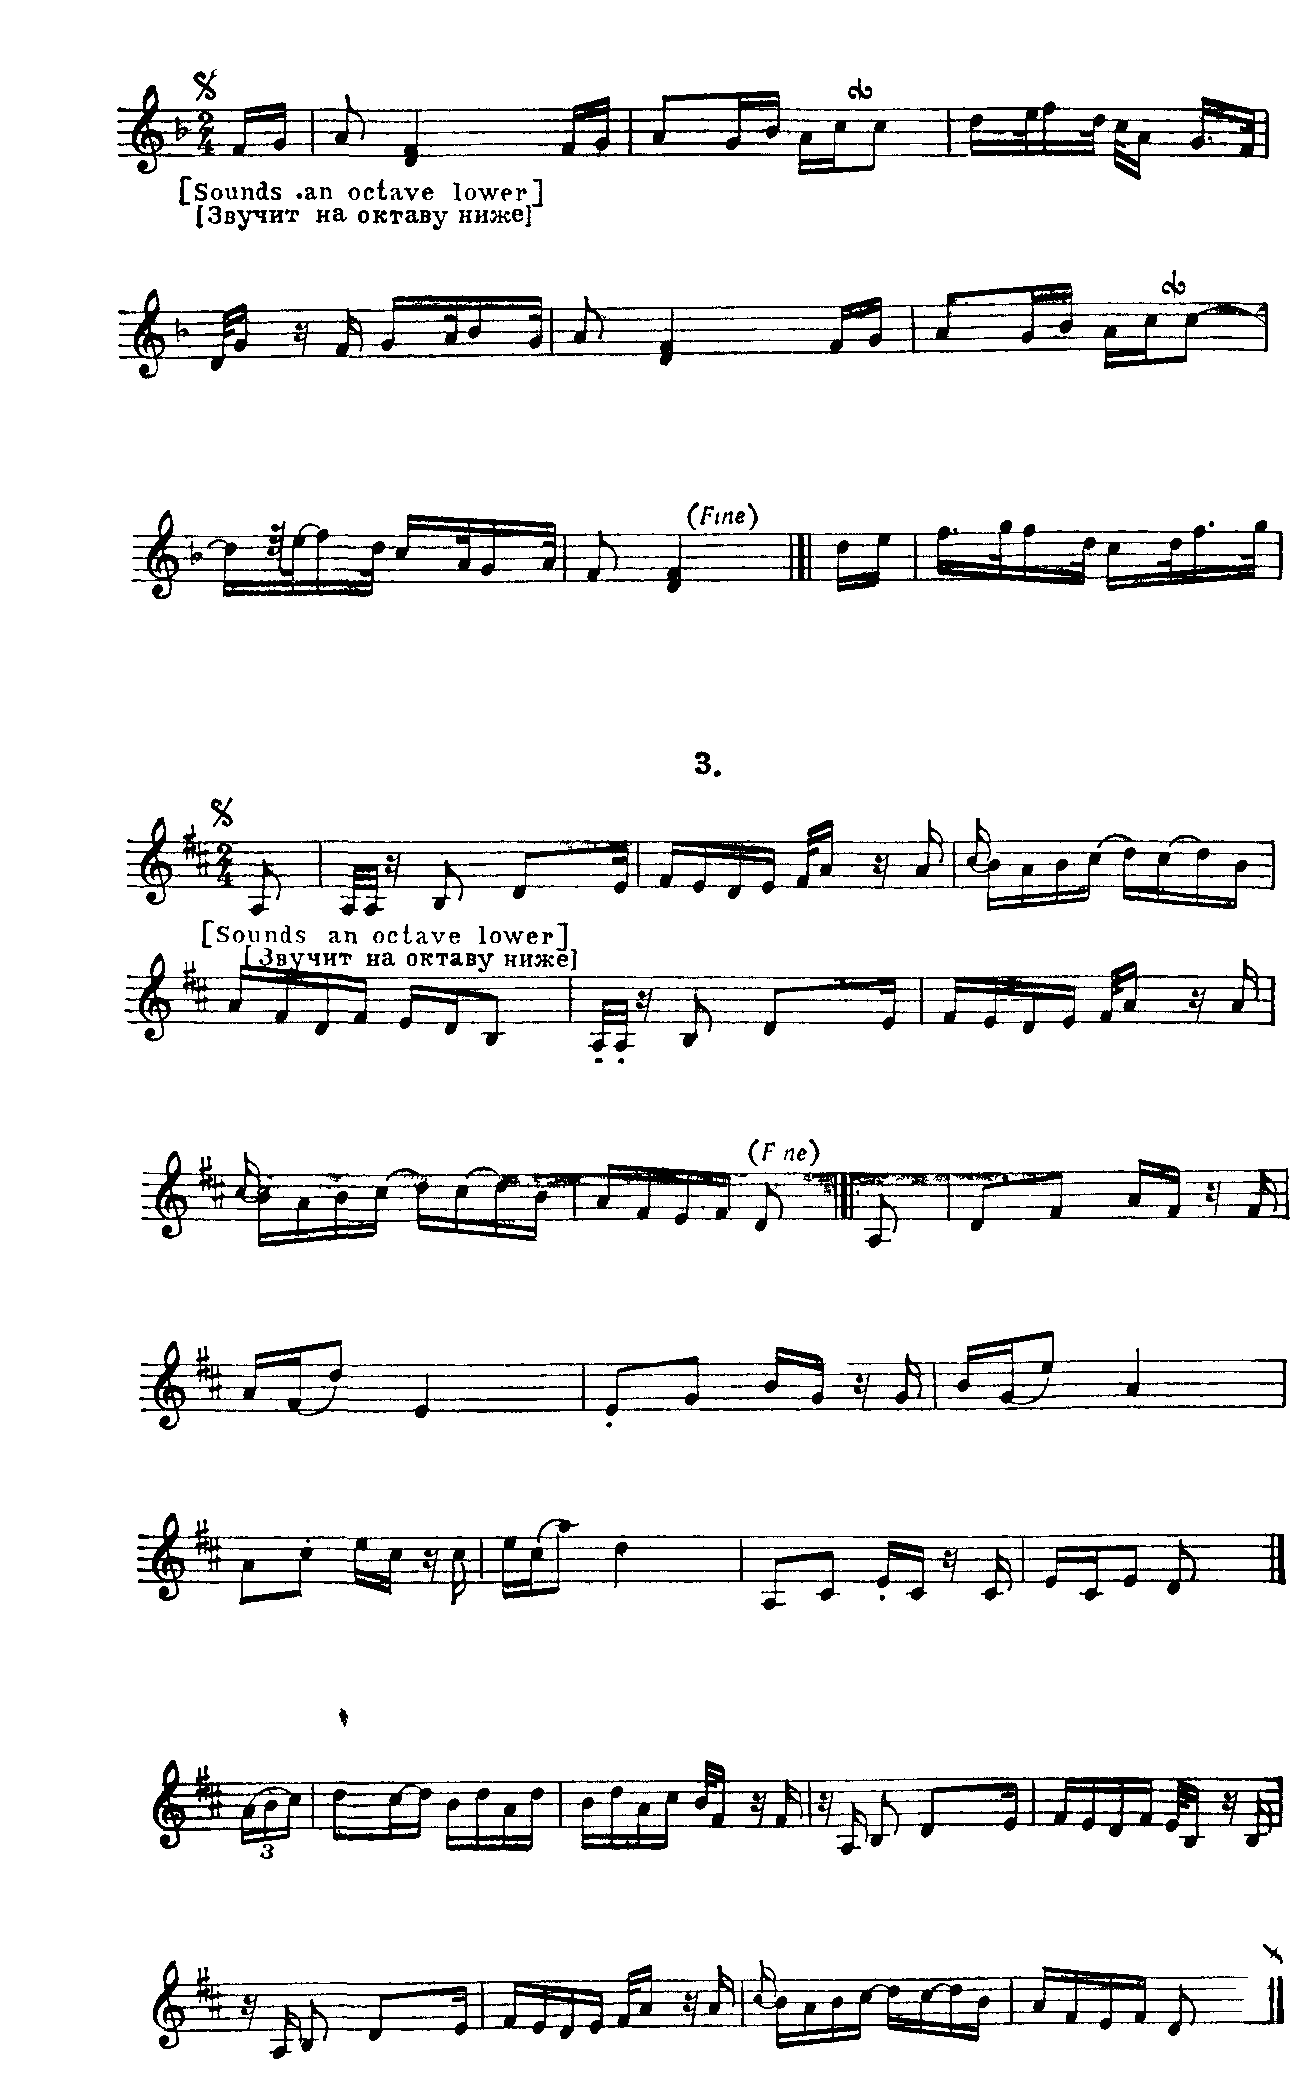 [Sounds an octave lower]
[Звучит на октаву ниже]
(Fine)
3.
[Sounds an octave lower]
[Звучит на октаву ниже]
(F ne)
3